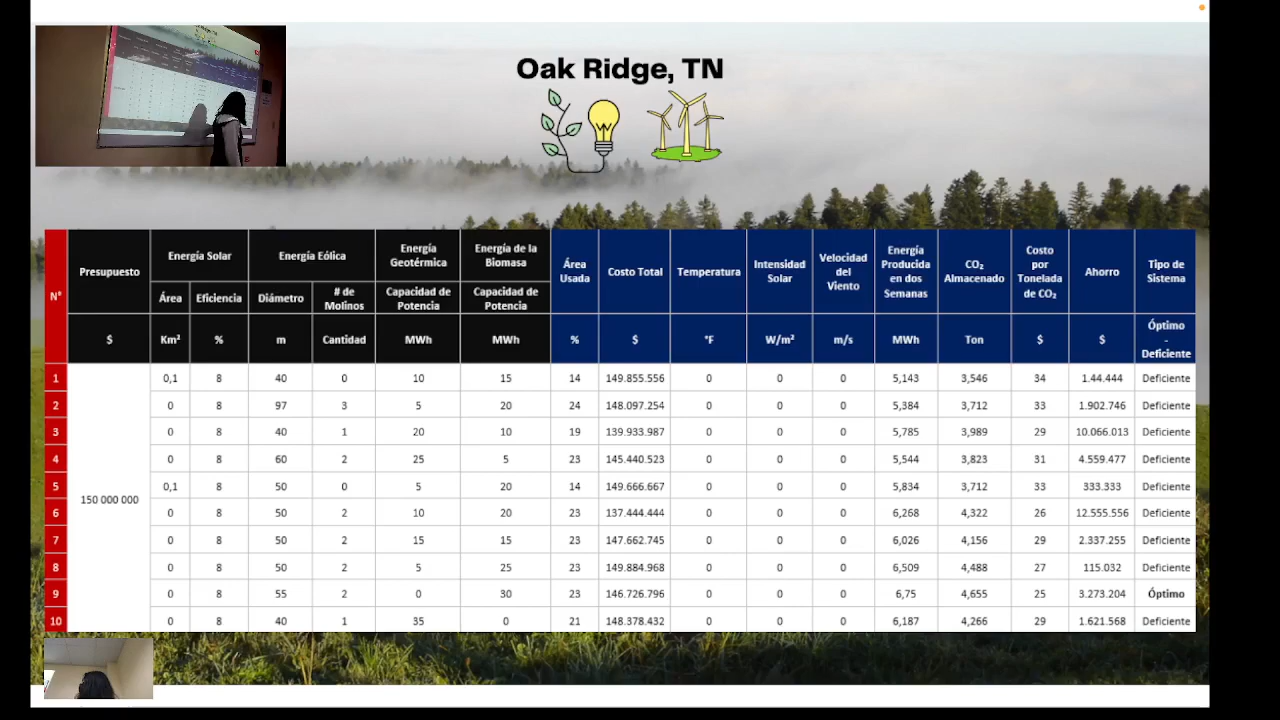 Oak Ridge, TN
N° Presupuesto Energía Solar Energía Eólica Energía Geotérmica Energía de la Biomasa Área Usada Costo Total Temperatura Intensidad Solar Velocidad del Viento Energía Producida en dos Semanas CO₂ Almacenado Costo por Tonelada de CO₂ Ahorro Tipo de Sistema
Área Eficiencia Diámetro # de Molinos Capacidad de Potencia Capacidad de Potencia
$ Km² % m Cantidad MWh MWh % $ °F W/m² m/s MWh Ton $ $ Óptimo - Deficiente
150 000 000
1 0,1 8 40 0 10 15 14 149.855.556 0 0 0 5,143 3,546 34 1.44.444 Deficiente
2 0 8 97 3 5 20 24 148.097.254 0 0 0 5,384 3,712 33 1.902.746 Deficiente
3 0 8 40 1 20 10 19 139.933.987 0 0 0 5,785 3,989 29 10.066.013 Deficiente
4 0 8 60 2 25 5 23 145.440.523 0 0 0 5,544 3,823 31 4.559.477 Deficiente
5 0,1 8 50 0 5 20 14 149.666.667 0 0 0 5,834 3,712 33 333.333 Deficiente
6 0 8 50 2 10 20 23 137.444.444 0 0 0 6,268 4,322 26 12.555.556 Deficiente
7 0 8 50 2 15 15 23 147.662.745 0 0 0 6,026 4,156 29 2.337.255 Deficiente
8 0 8 50 2 5 25 23 149.884.968 0 0 0 6,509 4,488 27 115.032 Deficiente
9 0 8 55 2 0 30 23 146.726.796 0 0 0 6,75 4,655 25 3.273.204 Óptimo
10 0 8 40 1 35 0 21 148.378.432 0 0 0 6,187 4,266 29 1.621.568 Deficiente